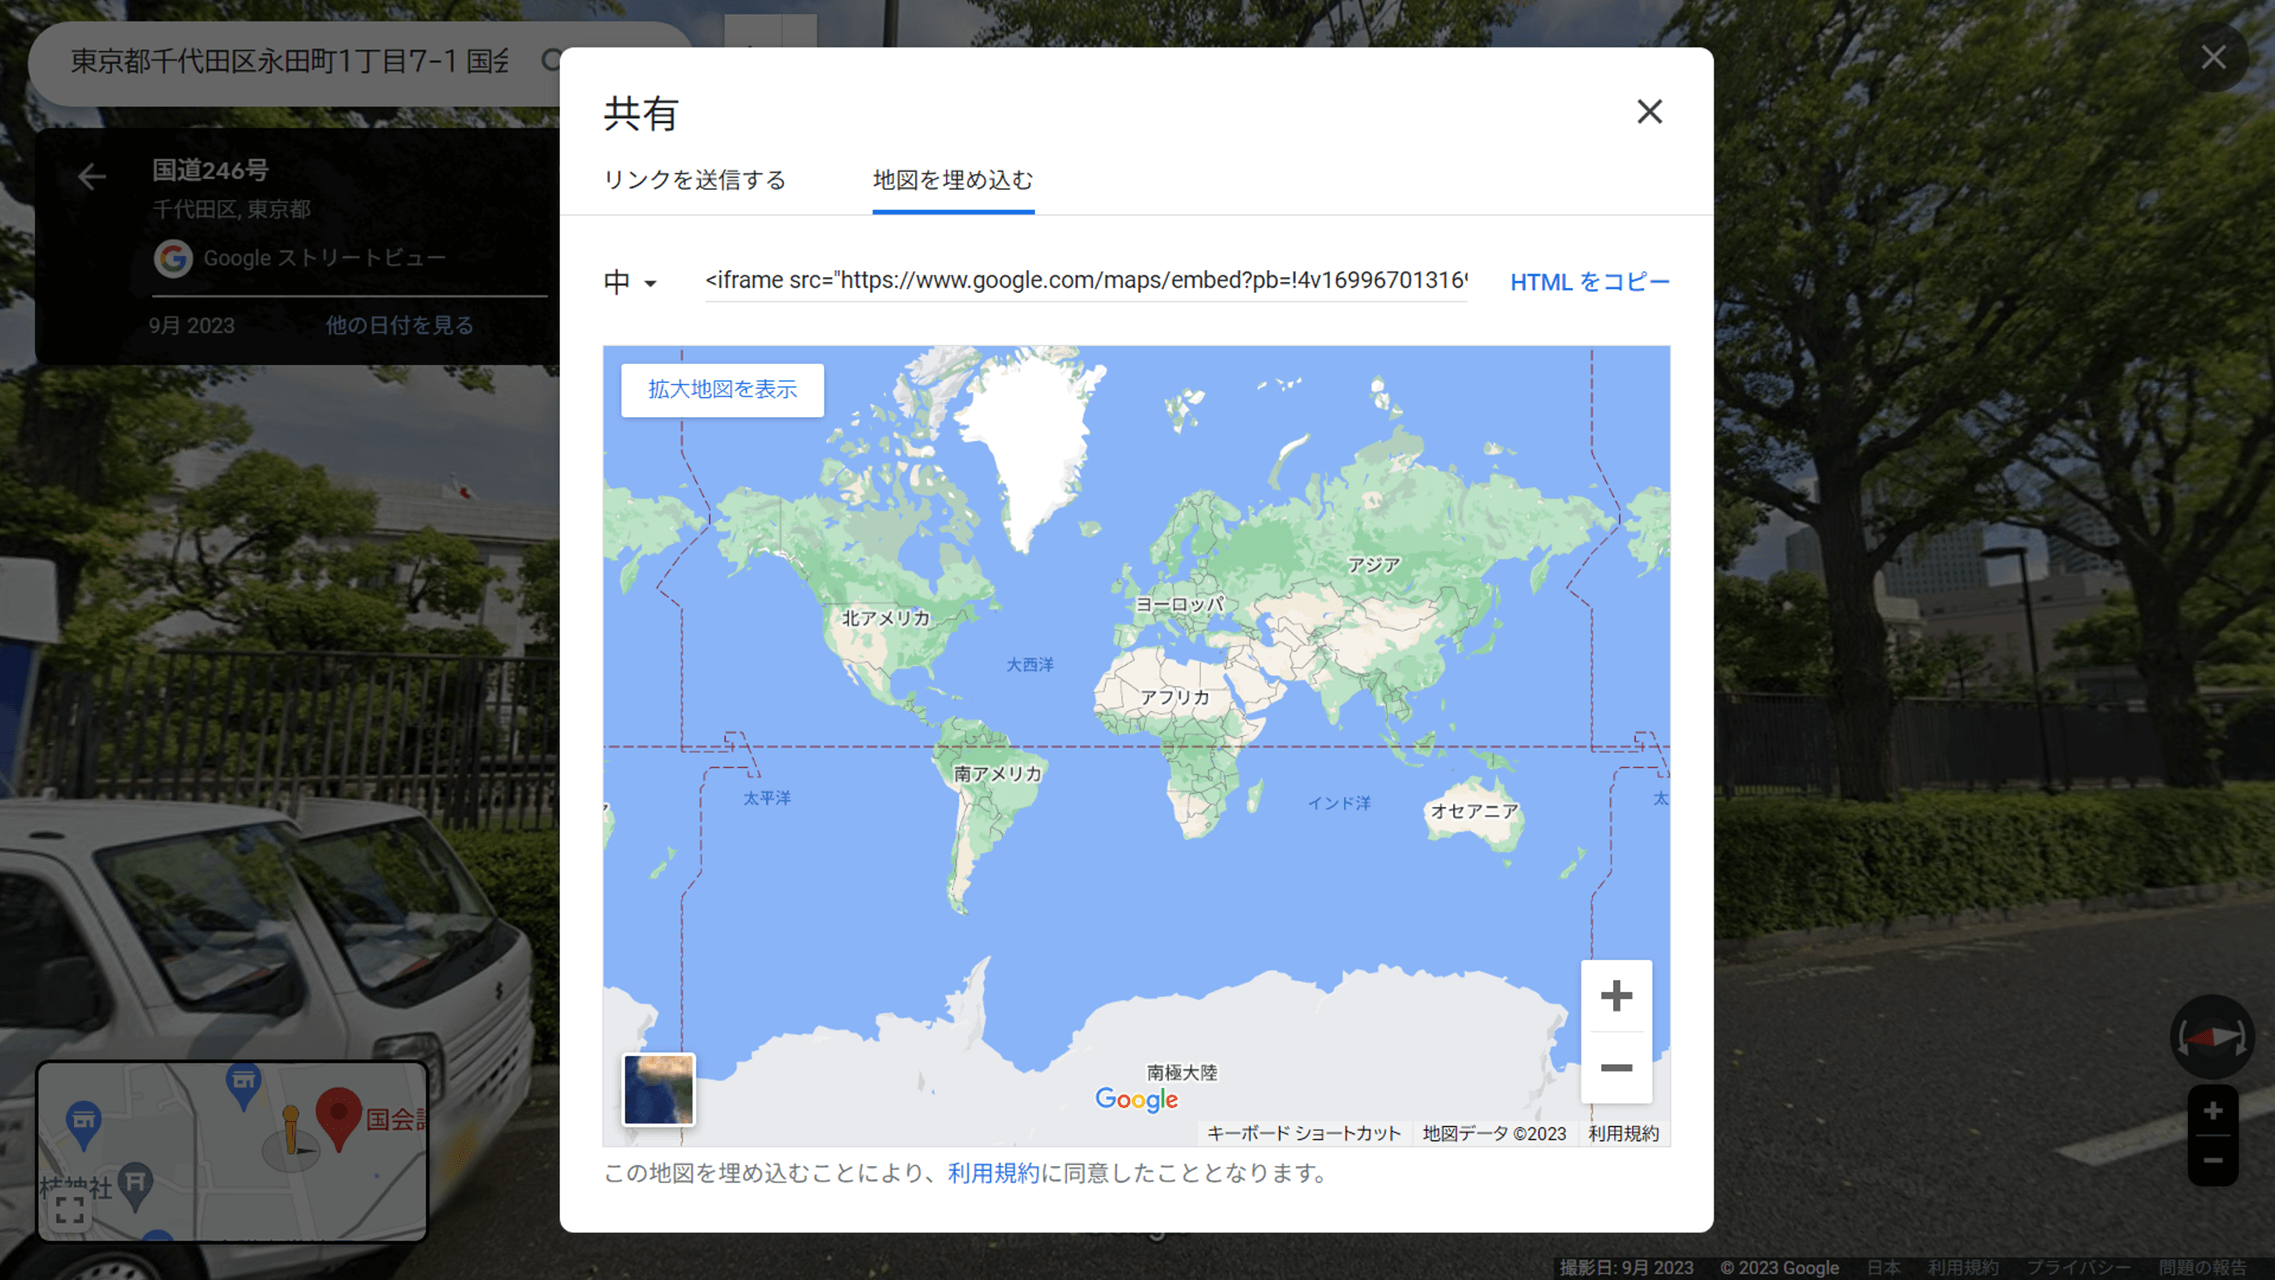 東京都千代田区永田町1丁目7-1 国会
国道246号
千代田区, 東京都
Google ストリートビュー
9月 2023
他の日付を見る
共有
リンクを送信する
地図を埋め込む
中
<iframe src="https://www.google.com/maps/embed?pb=!4v169967013169
HTML をコピー
拡大地図を表示
アジア
ヨーロッパ
北アメリカ
大西洋
アフリカ
南アメリカ
太平洋
インド洋
オセアニア
太
南極大陸
Google
キーボード ショートカット
地図データ ©2023
利用規約
この地図を埋め込むことにより、利用規約に同意したこととなります。
国会議
枝神社
撮影日: 9月 2023
© 2023 Google
日本
利用規約
プライバシー
問題の報告